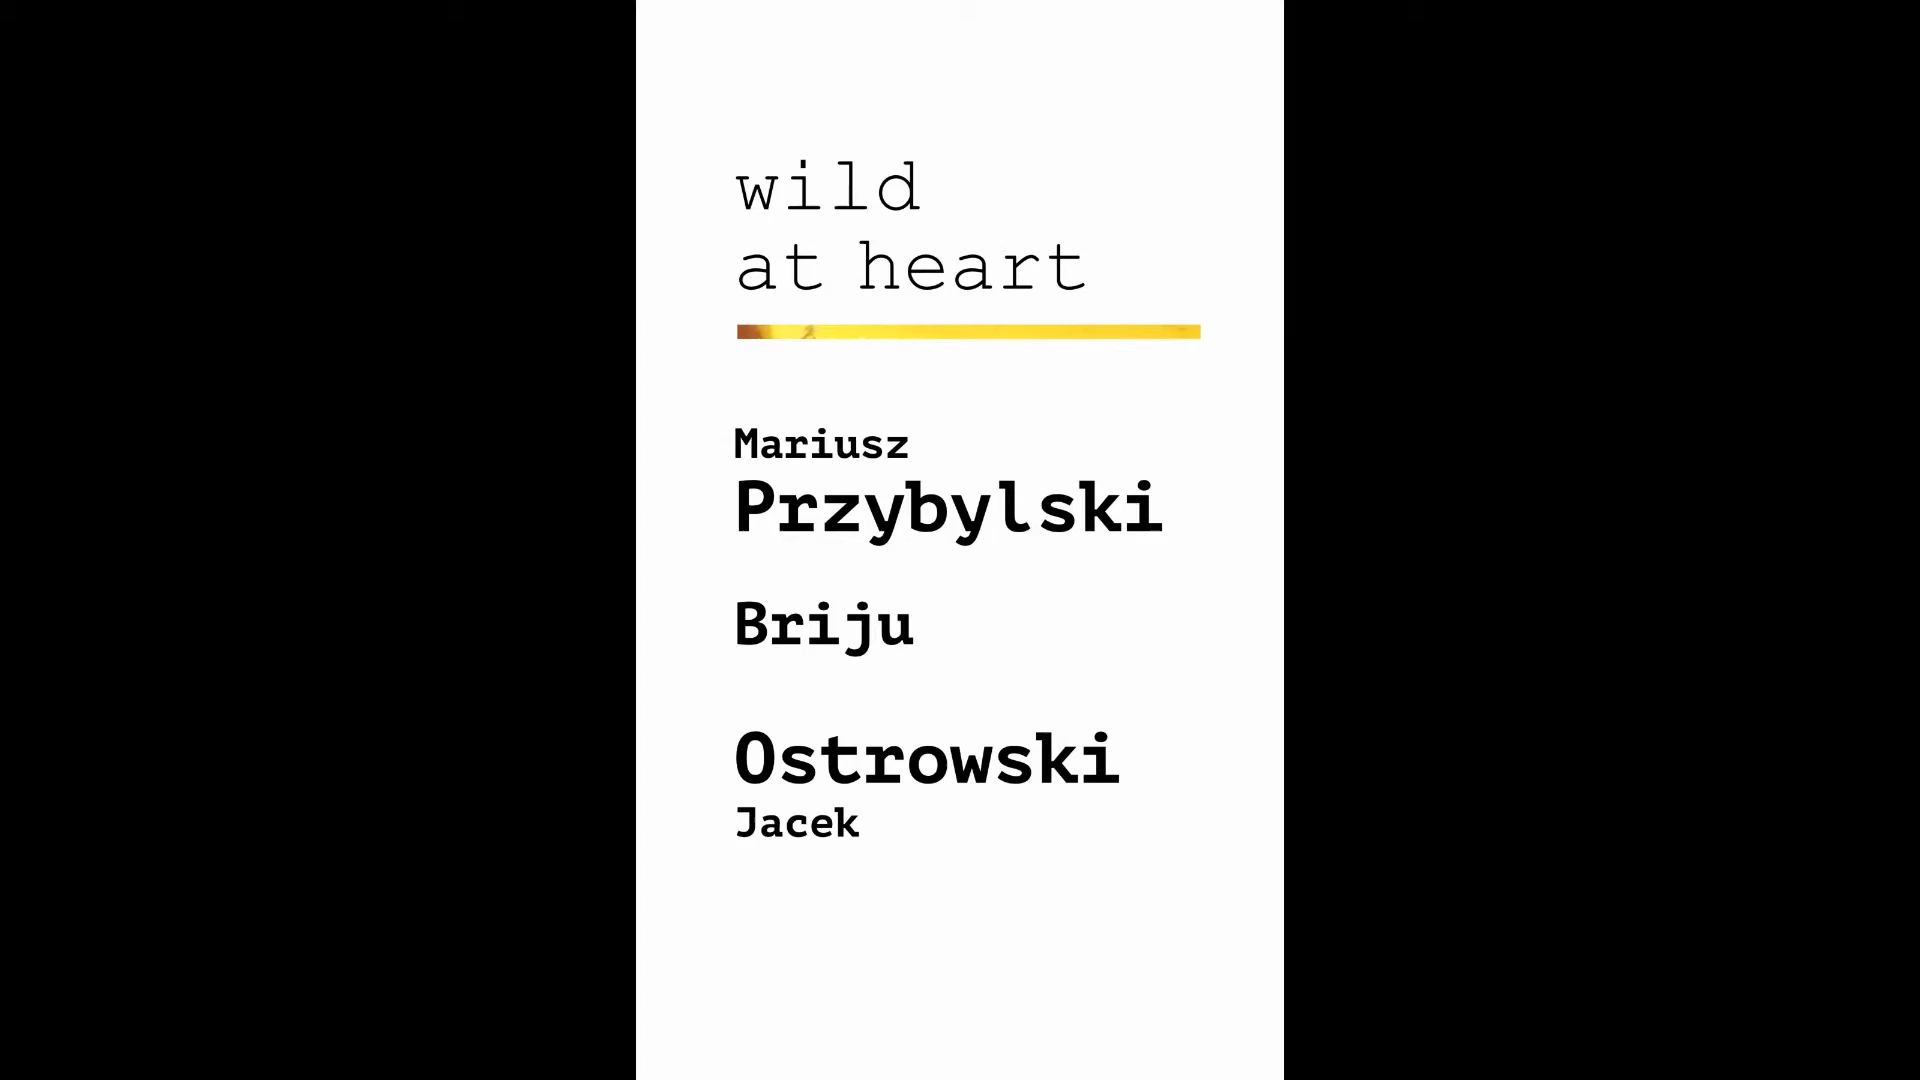 wild
at heart
Mariusz
Przybylski
Briju
Ostrowski
Jacek